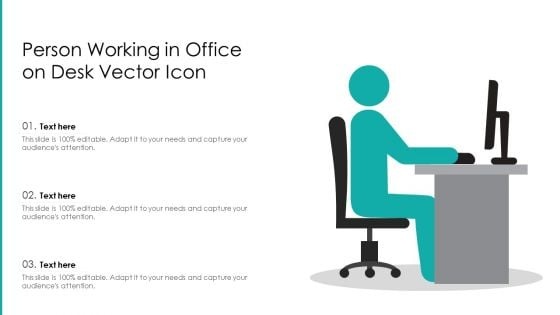 Person Working in Office
on Desk Vector Icon
01. Text here
This slide is 100% editable. Adapt it to your needs and capture your
audience's attention.
02. Text here
This slide is 100% editable. Adapt it to your needs and capture your
audience's attention.
03. Text here
This slide is 100% editable. Adapt it to your needs and capture your
audience's attention.